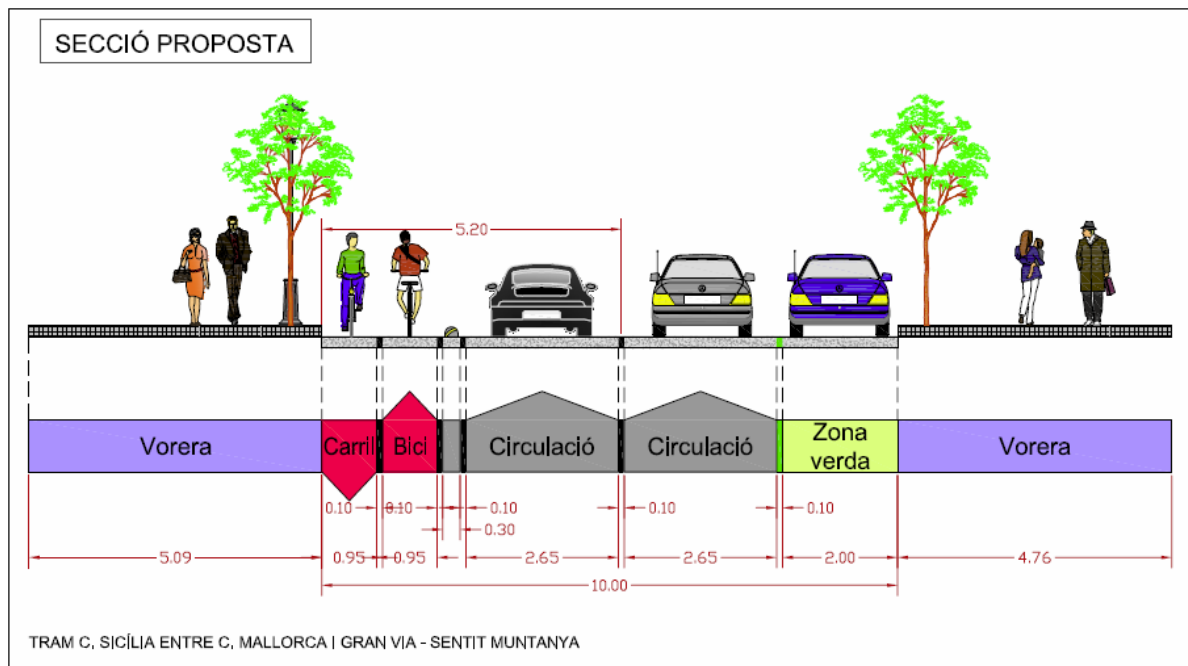 SECCIÓ PROPOSTA
5.20
Vorera
Carril
Bici
Circulació
Circulació
Zona
verda
Vorera
0.10
0.10
0.10
0.10
0.10
0.30
5.09
0.95
0.95
2.65
2.65
2.00
4.76
10.00
TRAM C. SICÍLIA ENTRE C. MALLORCA I GRAN VIA - SENTIT MUNTANYA